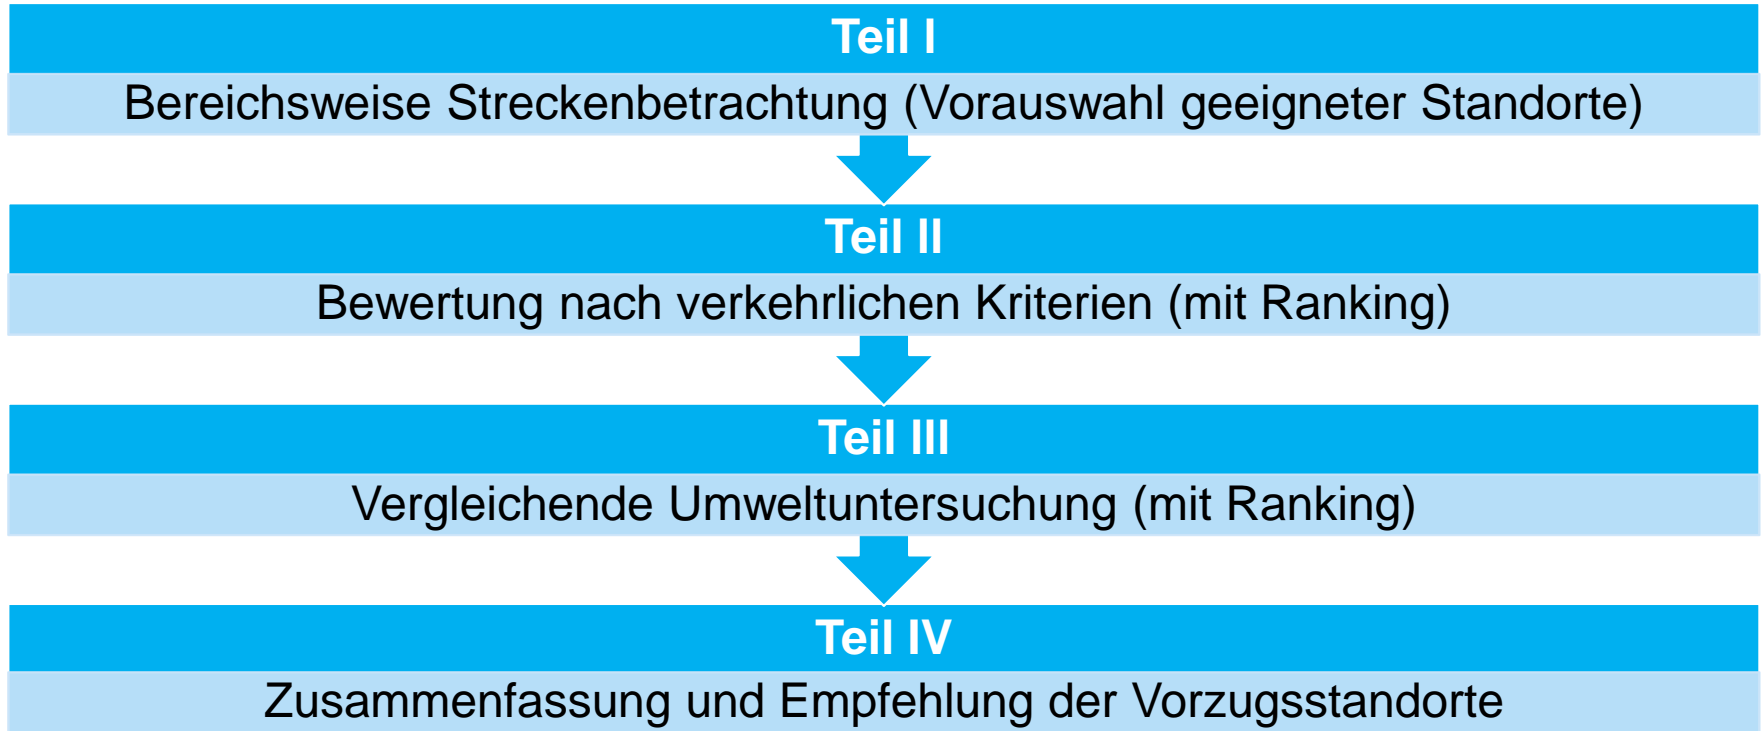 Teil I
Bereichsweise Streckenbetrachtung (Vorauswahl geeigneter Standorte)
Teil II
Bewertung nach verkehrlichen Kriterien (mit Ranking)
Teil III
Vergleichende Umweltuntersuchung (mit Ranking)
Teil IV
Zusammenfassung und Empfehlung der Vorzugsstandorte